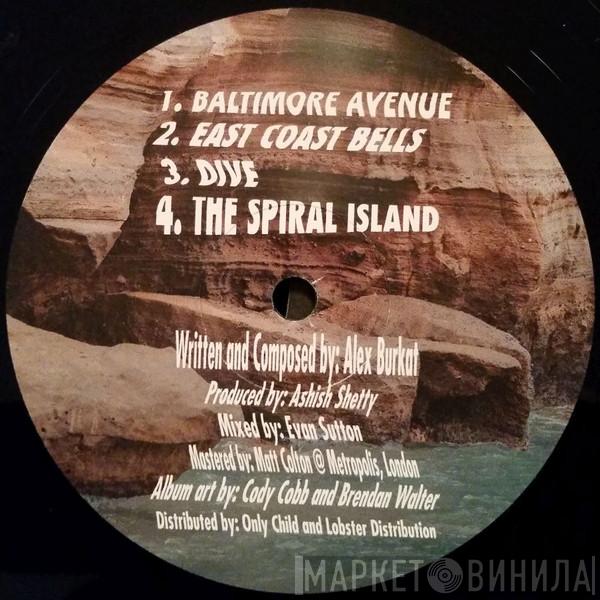 1. BALTIMORE AVENUE
2. EAST COAST BELLS
3. DIVE
4. THE SPIRAL ISLAND
Written and Composed by: Alex Burkat
Produced by: Ashish Shetty
Mixed by: Evan Sutton
Mastered by: Matt Colton @ Metropolis, London
Album art by: Cody Cobb and Brendan Walter
Distributed by: Only Child and Lobster Distribution
МАРКЕТ ВИНИЛА